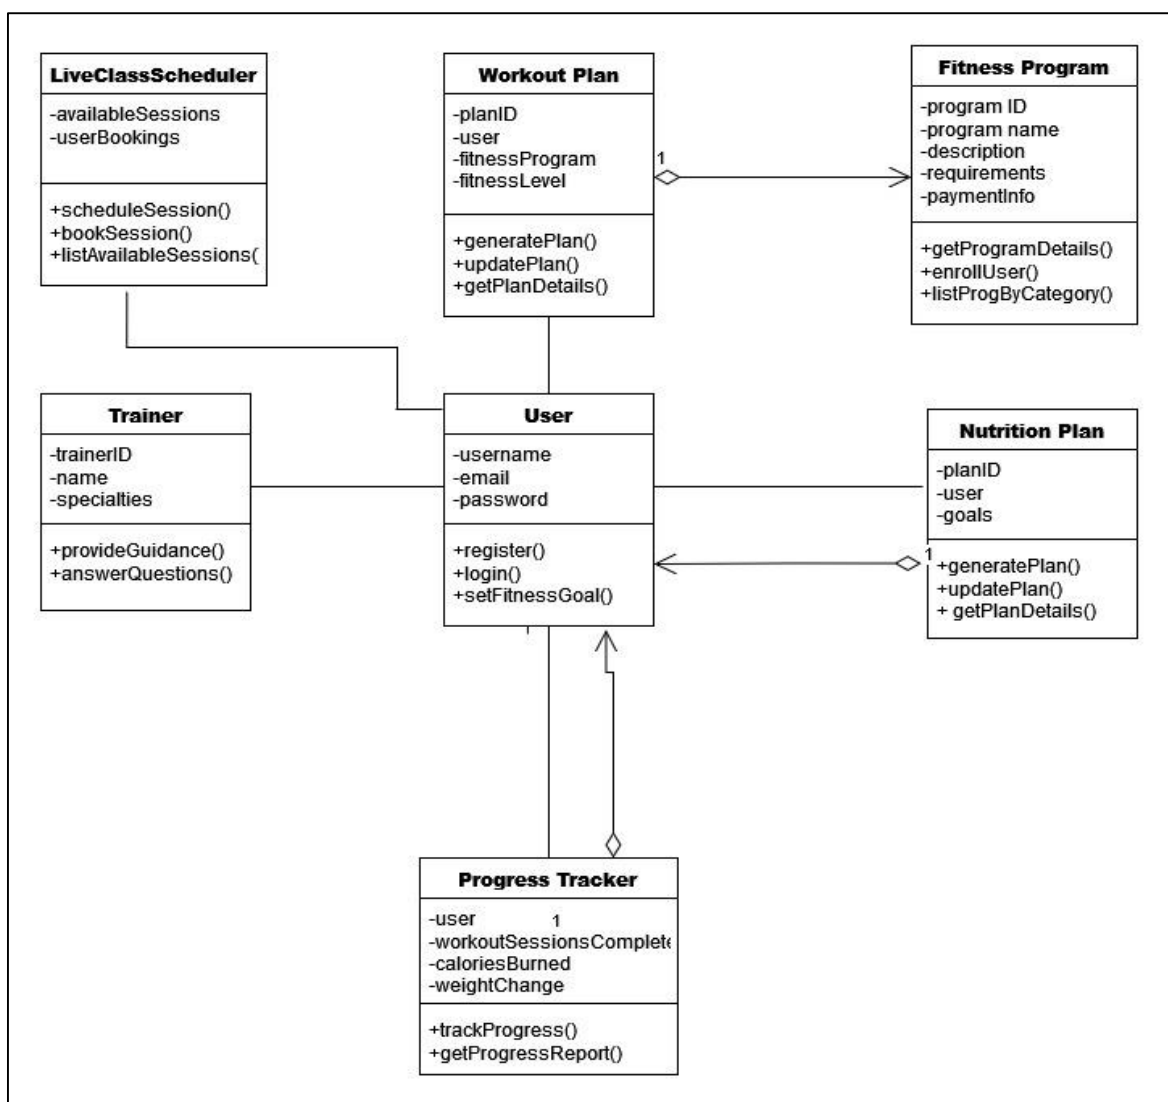 LiveClassScheduler
-availableSessions
-userBookings
+scheduleSession()
+bookSession()
+listAvailableSessions(
Workout Plan
-planID
-user
-fitnessProgram
-fitnessLevel
+generatePlan()
+updatePlan()
+getPlanDetails()
1
Fitness Program
-program ID
-program name
-description
-requirements
-paymentInfo
+getProgramDetails()
+enrollUser()
+listProgByCategory()
Trainer
-trainerID
-name
-specialties
+provideGuidance()
+answerQuestions()
User
-username
-email
-password
+register()
+login()
+setFitnessGoal()
Nutrition Plan
-planID
-user
-goals
1
+generatePlan()
+updatePlan()
+ getPlanDetails()
Progress Tracker
-user
1
-workoutSessionsComplete
-caloriesBurned
-weightChange
+trackProgress()
+getProgressReport()